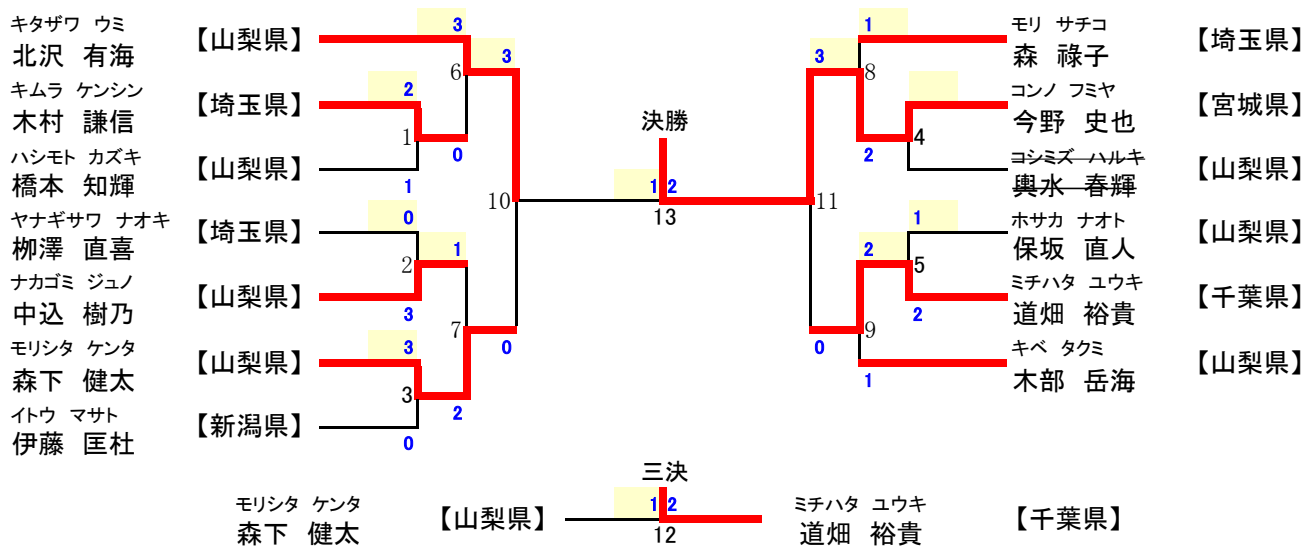 キタザワ ウミ
北沢 有海 【山梨県】
3
3
6
キムラ ケンシン
木村 謙信 【埼玉県】
2
1
0
ハシモト カズキ
橋本 知輝 【山梨県】
1
10
ヤナギサワ ナオキ
栁澤 直喜 【埼玉県】
0
1
2
ナカゴミ ジュノ
中込 樹乃 【山梨県】
3
7
0
モリシタ ケンタ
森下 健太 【山梨県】
3
3
2
イトウ マサト
伊藤 匡杜 【新潟県】
0
決勝
1 2
13
モリ サチコ
森 祿子 【埼玉県】
1
3
8
コンノ フミヤ
今野 史也 【宮城県】
4
2
コシミズ ハルキ
輿水 春輝 【山梨県】
11
ホサカ ナオト
保坂 直人 【山梨県】
1
2
5
ミチハタ ユウキ
道畑 裕貴 【千葉県】
2
9
0
キベ タクミ
木部 岳海 【山梨県】
1
三決
モリシタ ケンタ
森下 健太 【山梨県】
1 2
12
ミチハタ ユウキ
道畑 裕貴 【千葉県】